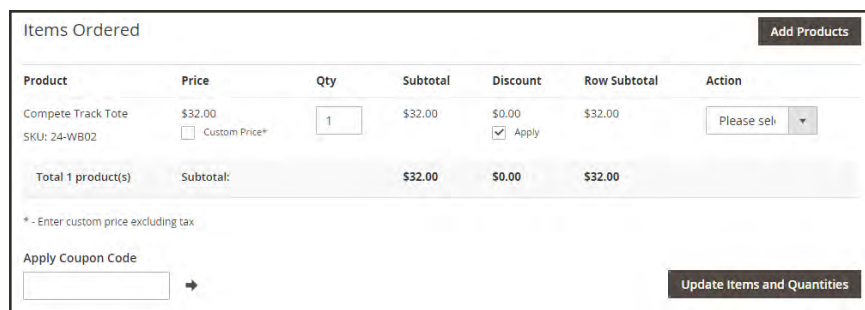 Items Ordered
Add Products
Product Price Qty Subtotal Discount Row Subtotal Action
Compete Track Tote $32.00 1 $32.00 $0.00 $32.00 Please sel
SKU: 24-WB02 Custom Price* Apply
Total 1 product(s) Subtotal: $32.00 $0.00 $32.00
* - Enter custom price excluding tax
Apply Coupon Code
Update Items and Quantities